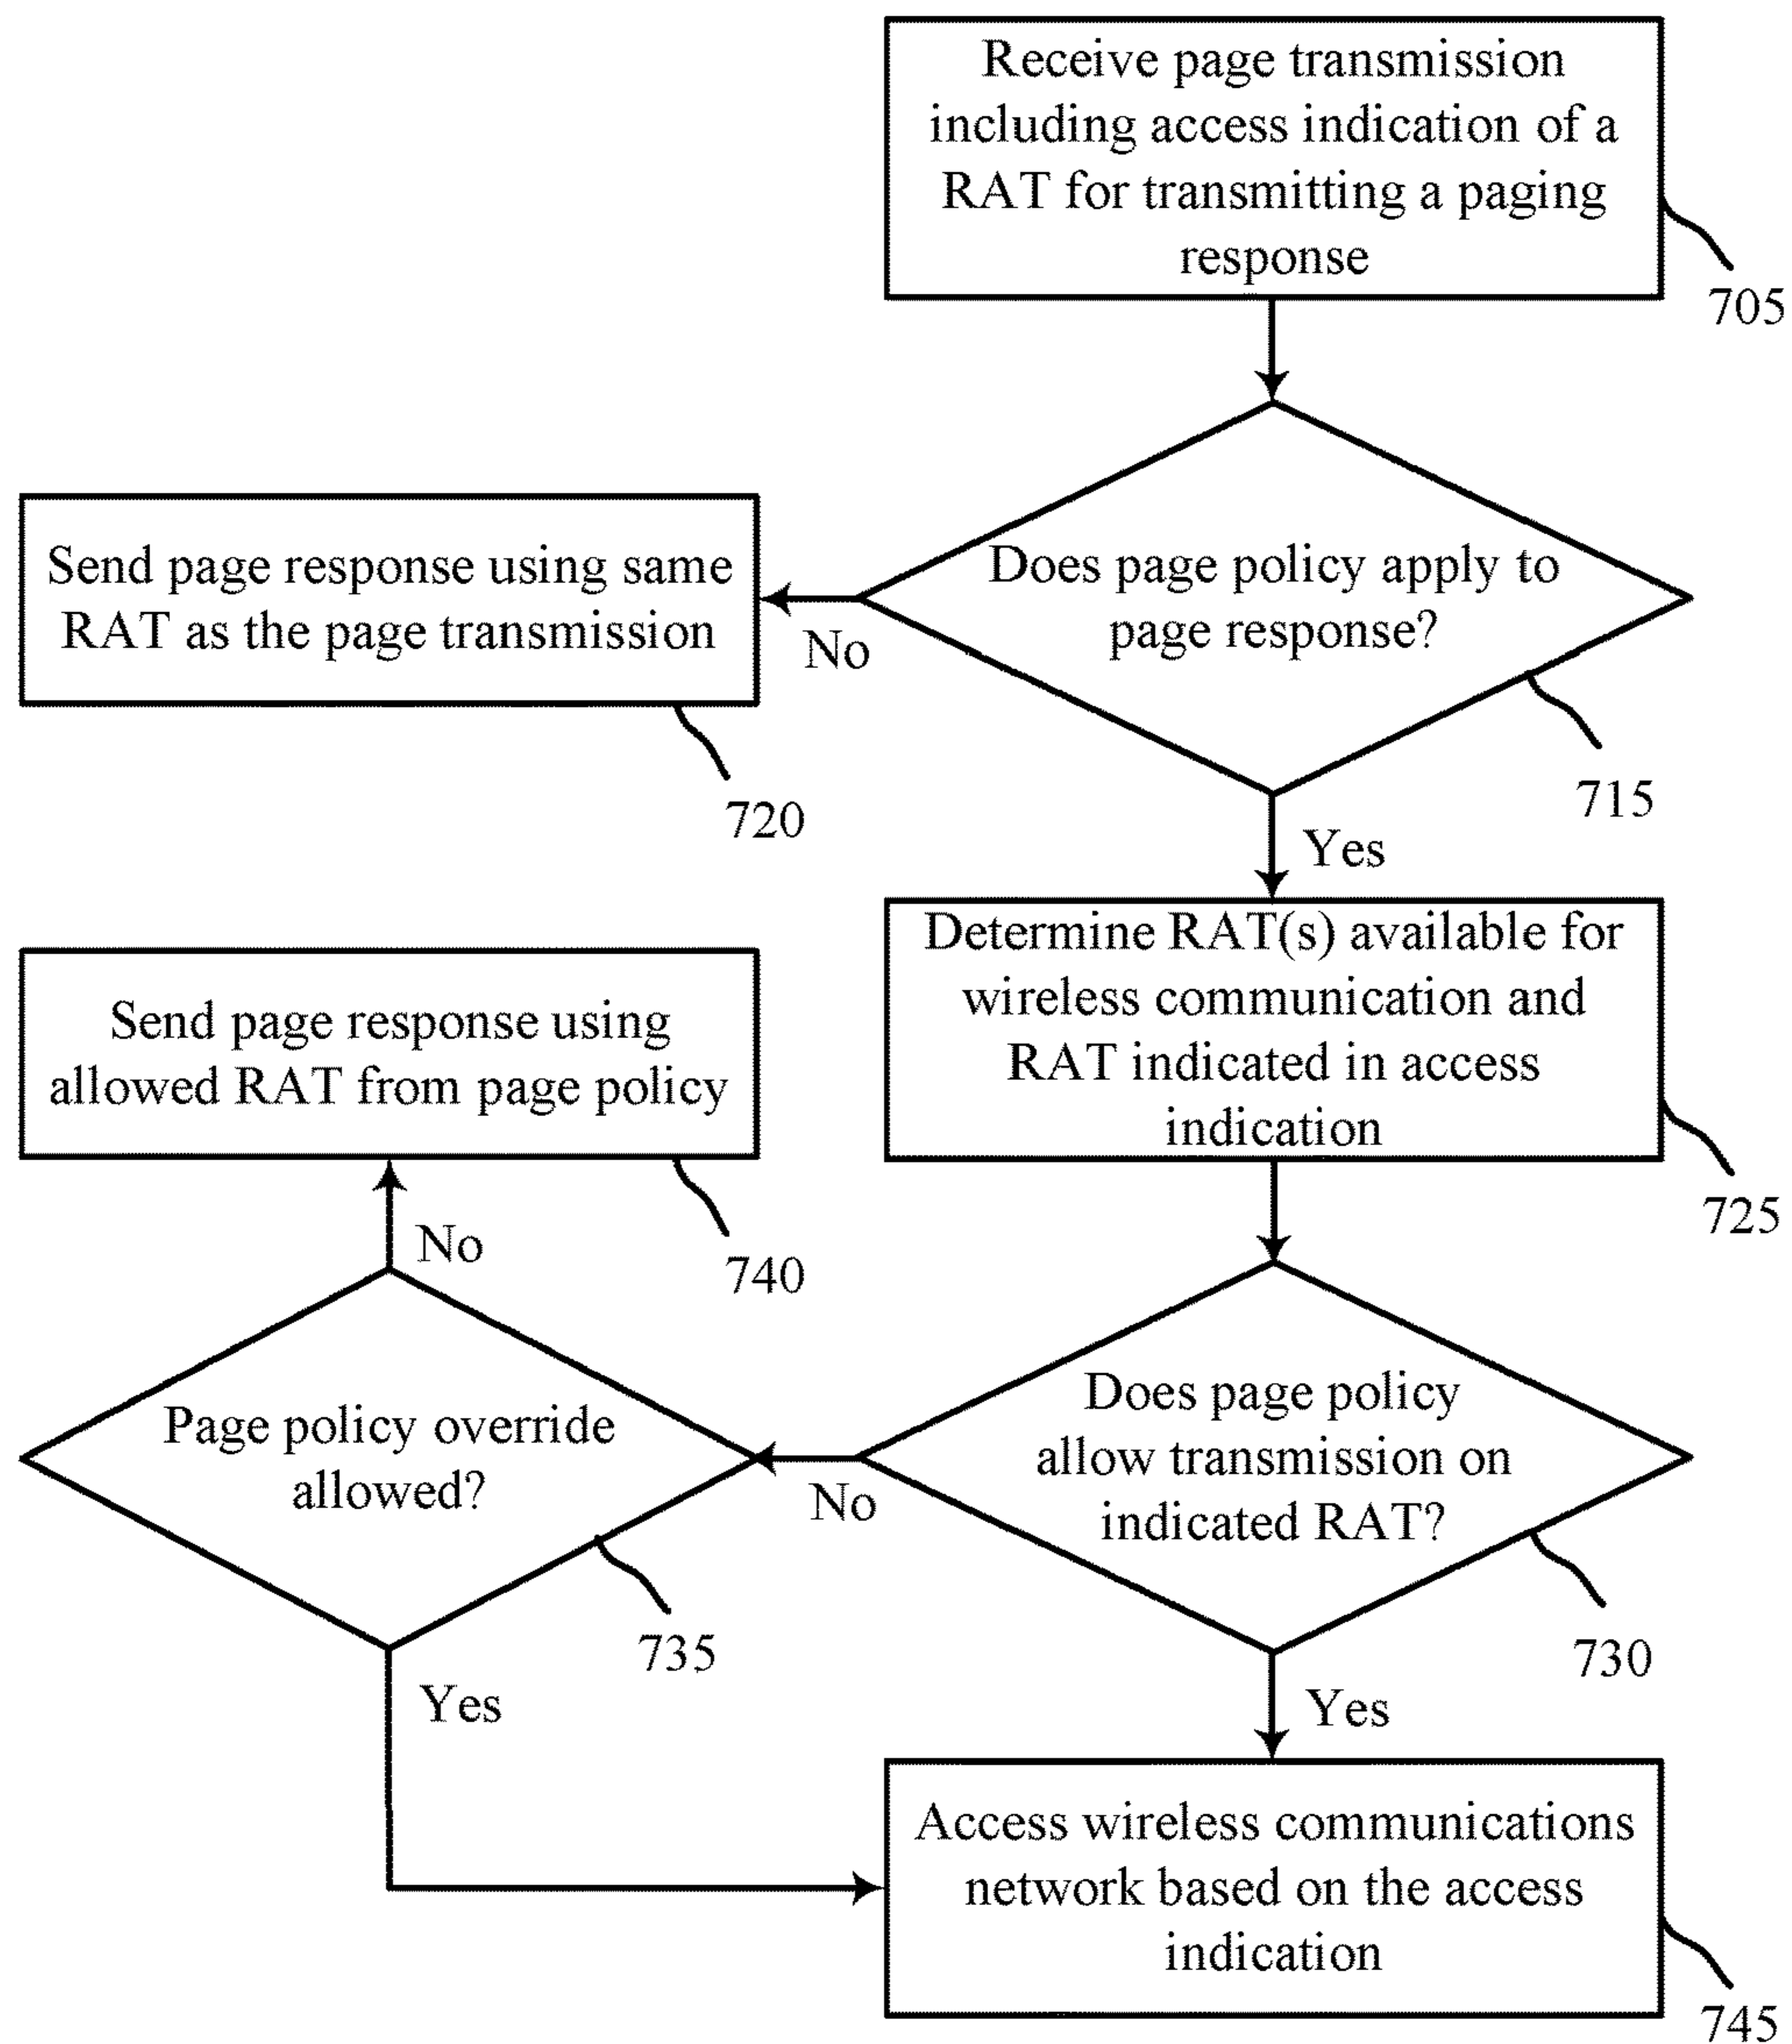 Receive page transmission
including access indication of a
RAT for transmitting a paging
response
705
Does page policy apply to
page response?
715
No
Send page response using same
RAT as the page transmission
720
Yes
Determine RAT(s) available for
wireless communication and
RAT indicated in access
indication
725
Does page policy
allow transmission on
indicated RAT?
730
No
Page policy override
allowed?
735
No
Send page response using
allowed RAT from page policy
740
Yes
Yes
Access wireless communications
network based on the access
indication
745